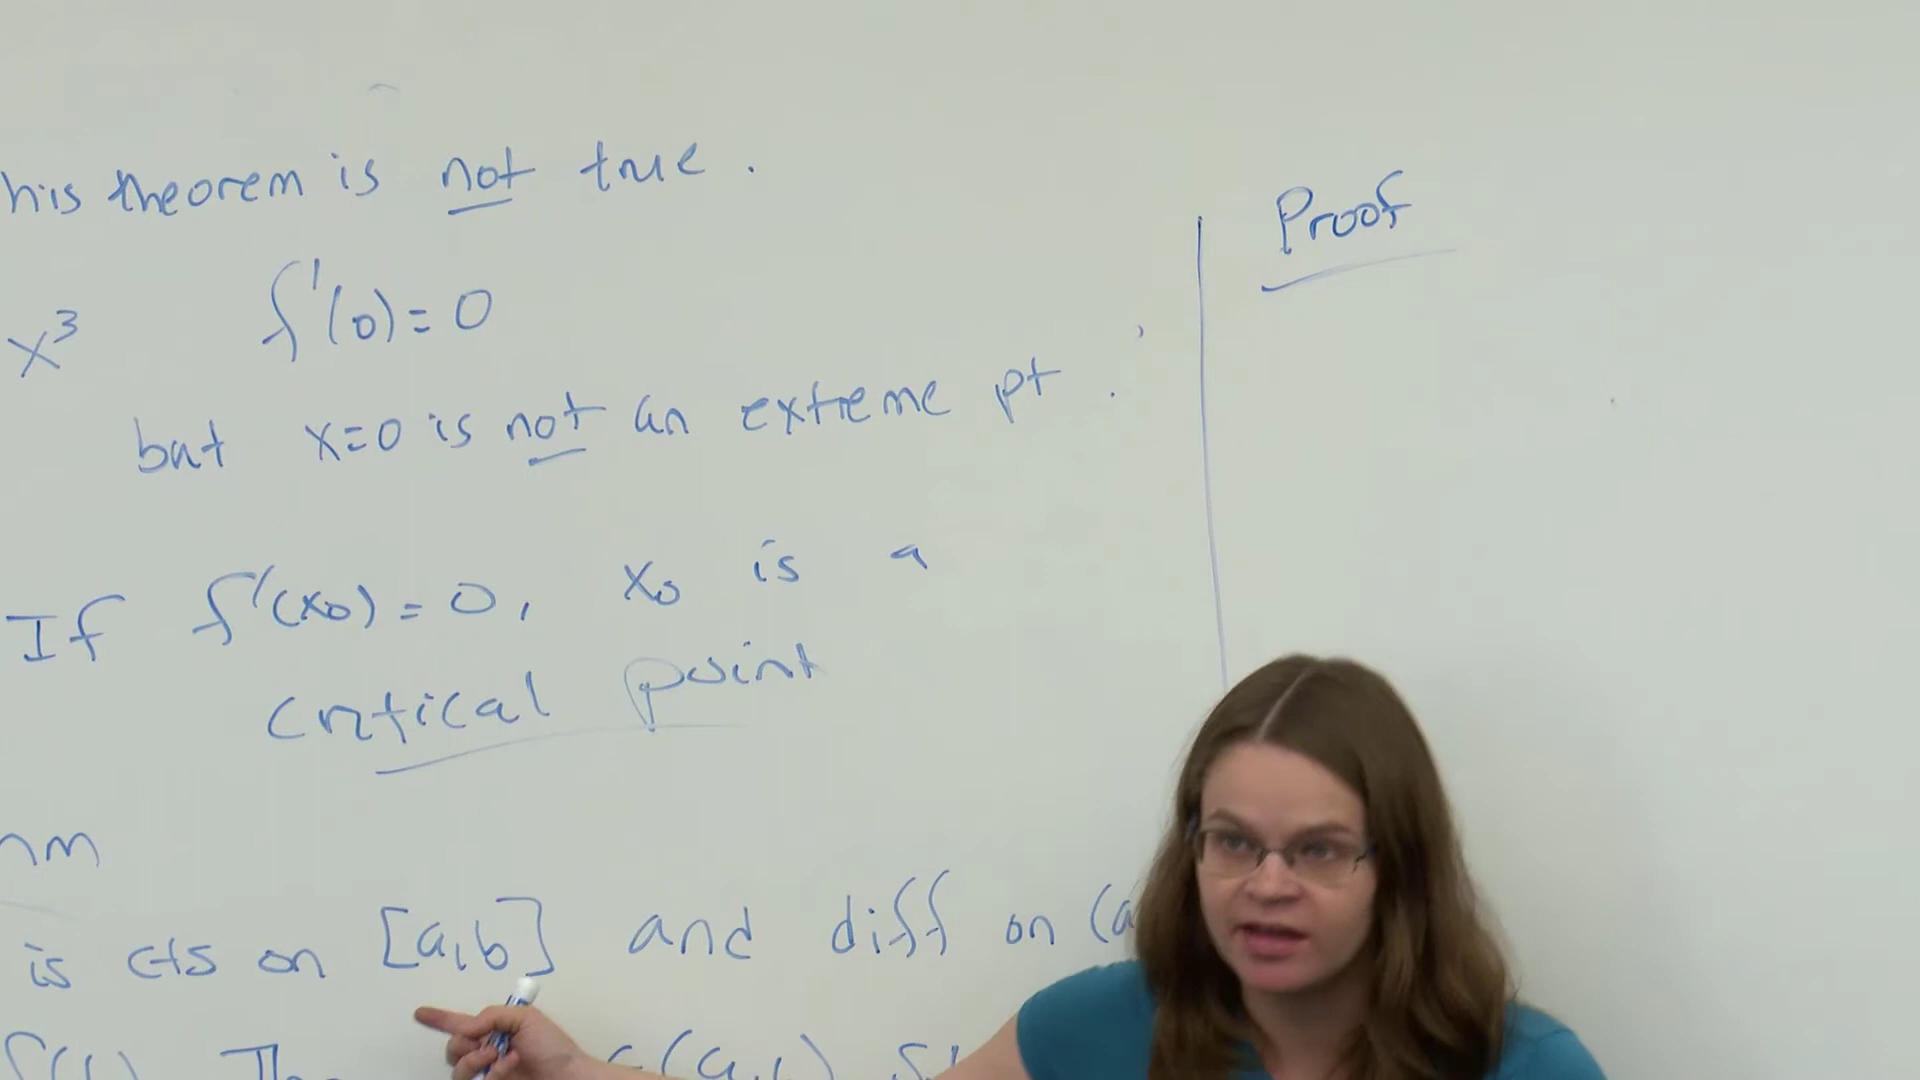 his theorem is not true.
x³ f'(0)=0
but x=0 is not an extreme pt.
If f'(x₀)=0, x₀ is a
critical point
hm
is cts on [a,b] and diff on (a
Proof